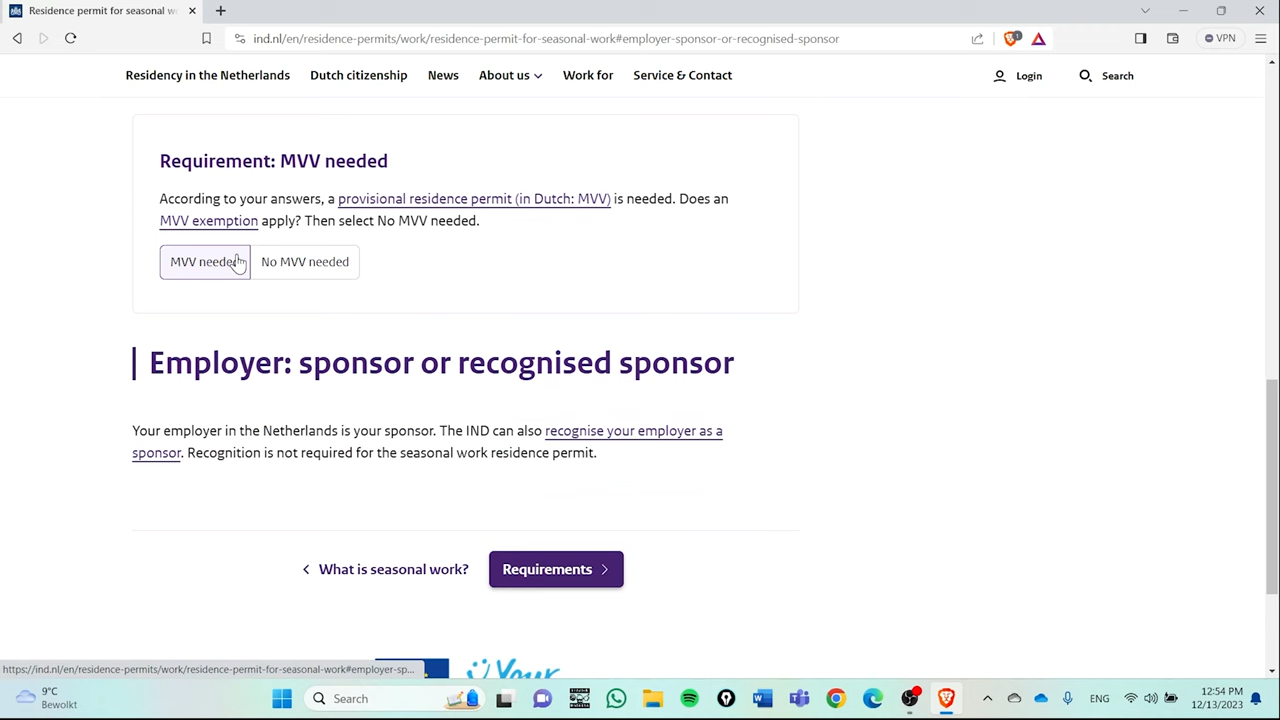 Residence permit for seasonal w
ind.nl/en/residence-permits/work/residence-permit-for-seasonal-work#employer-sponsor-or-recognised-sponsor
1
VPN
Residency in the Netherlands Dutch citizenship News About us Work for Service & Contact
Login Search
Requirement: MVV needed
According to your answers, a provisional residence permit (in Dutch: MVV) is needed. Does an
MVV exemption apply? Then select No MVV needed.
MVV needed No MVV needed
Employer: sponsor or recognised sponsor
Your employer in the Netherlands is your sponsor. The IND can also recognise your employer as a
sponsor. Recognition is not required for the seasonal work residence permit.
What is seasonal work? Requirements
Your
https://ind.nl/en/residence-permits/work/residence-permit-for-seasonal-work#employer-sp...
9°C
Bewolkt
Search
ENG
12:54 PM
12/13/2023